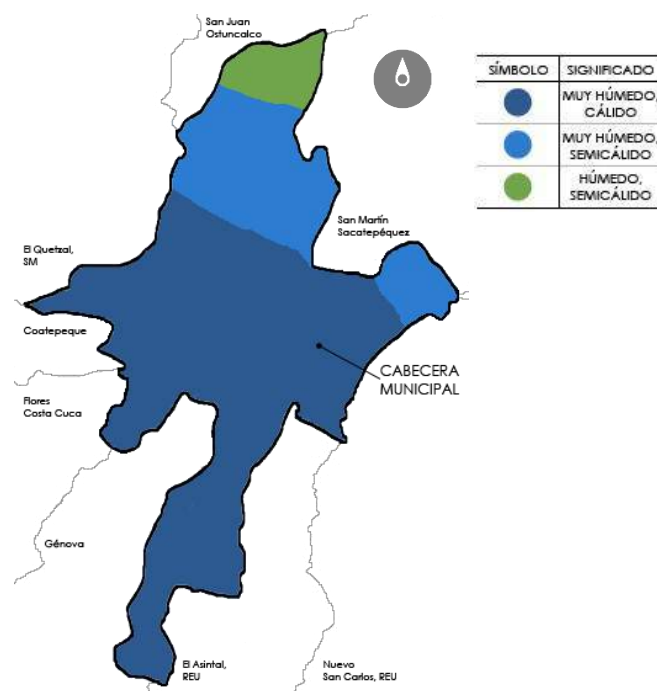 San Juan
Ostuncalco
SÍMBOLO SIGNIFICADO
MUY HÚMEDO,
CÁLIDO
MUY HÚMEDO,
SEMICÁLIDO
HÚMEDO,
SEMICÁLIDO
San Martín
Sacatepéquez
El Quetzal,
SM
Coatepeque
CABECERA
MUNICIPAL
Flores
Costa Cuca
Génova
El Asintal,
REU
Nuevo
San Carlos, REU